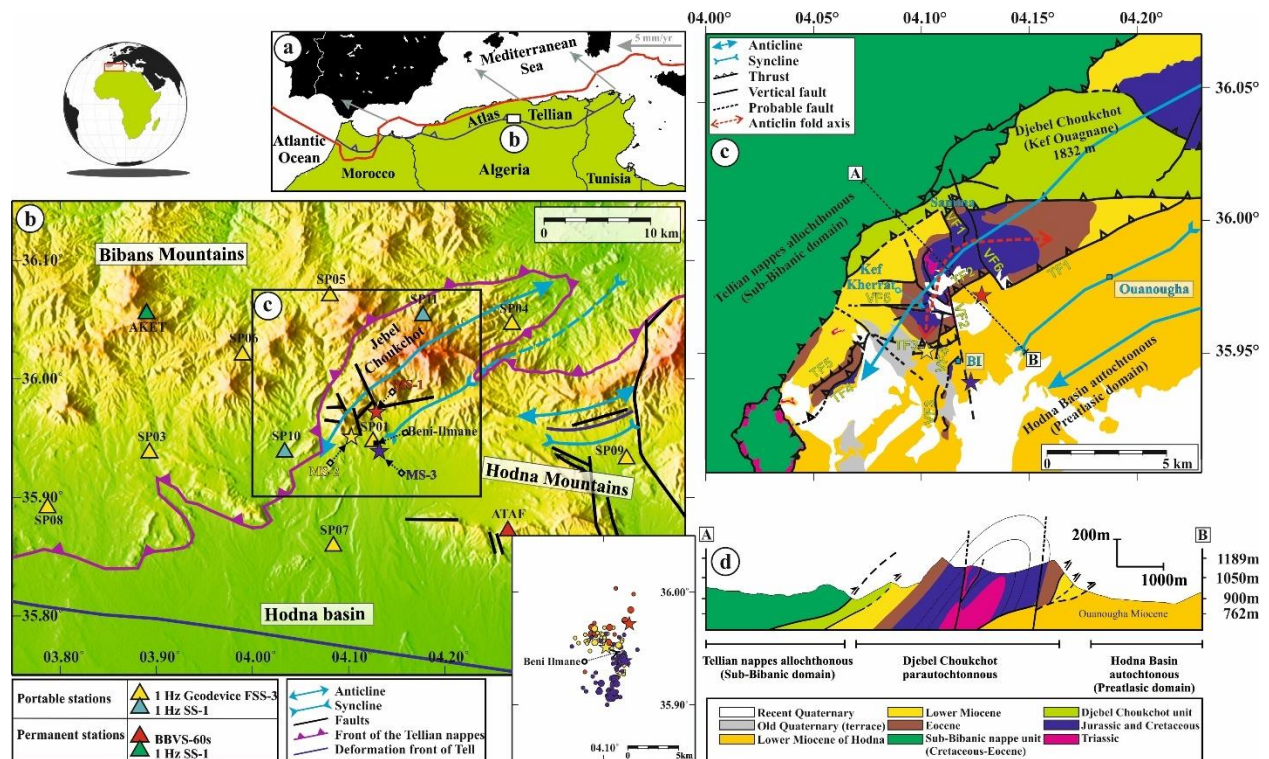 a
5 mm/yr
Mediterranean
Sea
Atlas
Tellian
b
Atlantic
Ocean
Morocco
Algeria
Tunisia
b
0 10 km
Bibans Mountains
36.10°
36.00°
35.90°
35.80°
SP05
c
SP11
SP04
AKET
SP06
Jebel
Choukchot
MS-1
SP01
Beni-Ilmane
SP03
SP10
MS-2
MS-3
SP09
Hodna Mountains
SP08
SP07
ATAF
Hodna basin
03.80° 03.90° 04.00° 04.10° 04.20°
36.00°
Beni Ilmane
35.90°
04.10° 0 5km
Portable stations
1 Hz Geodevice FSS-3
1 Hz SS-1
Permanent stations
BBVS-60s
1 Hz SS-1
Anticline
Syncline
Faults
Front of the Tellian nappes
Deformation front of Tell
04.00 04.05 04.10 04.15 04.20
Anticline
Syncline
Thrust
Vertical fault
Probable fault
Anticlin fold axis
c
36.05°
36.00°
35.95°
Djebel Choukchot
(Kef Ouagnane)
1832 m
A
Tellian nappes allochthonous
(Sub-Bibanic domain)
VF6
TF1
Kef
Kherrat
VF5
Ouanougha
VF2
TF3
BI
B
TF5
TF4
Hodna Basin autochtonous
(Preatlasic domain)
0 5 km
A
d
200m
1000m
B
1189m
1050m
900m
762m
Ouanougha Miocene
Tellian nappes allochthonous
(Sub-Bibanic domain)
Djebel Choukchot
parautochtonnous
Hodna Basin
autochtonous
(Preatlasic domain)
Recent Quaternary
Old Quaternary (terrace)
Lower Miocene of Hodna
Lower Miocene
Eocene
Sub-Bibanic nappe unit
(Cretaceous-Eocene)
Djebel Choukchot unit
Jurassic and Cretaceous
Triassic